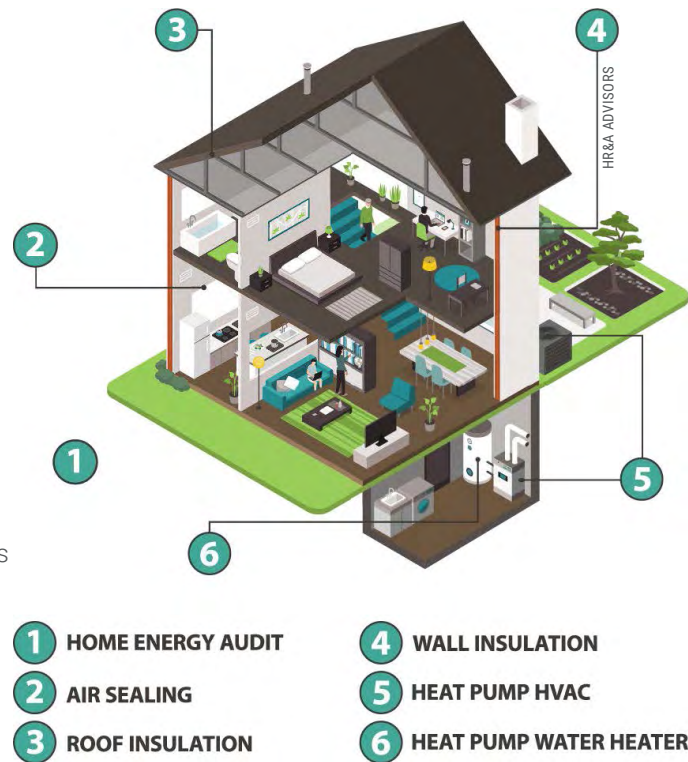 3
4
HR&A ADVISORS
2
1
5
6
S
1 HOME ENERGY AUDIT
2 AIR SEALING
3 ROOF INSULATION
4 WALL INSULATION
5 HEAT PUMP HVAC
6 HEAT PUMP WATER HEATER